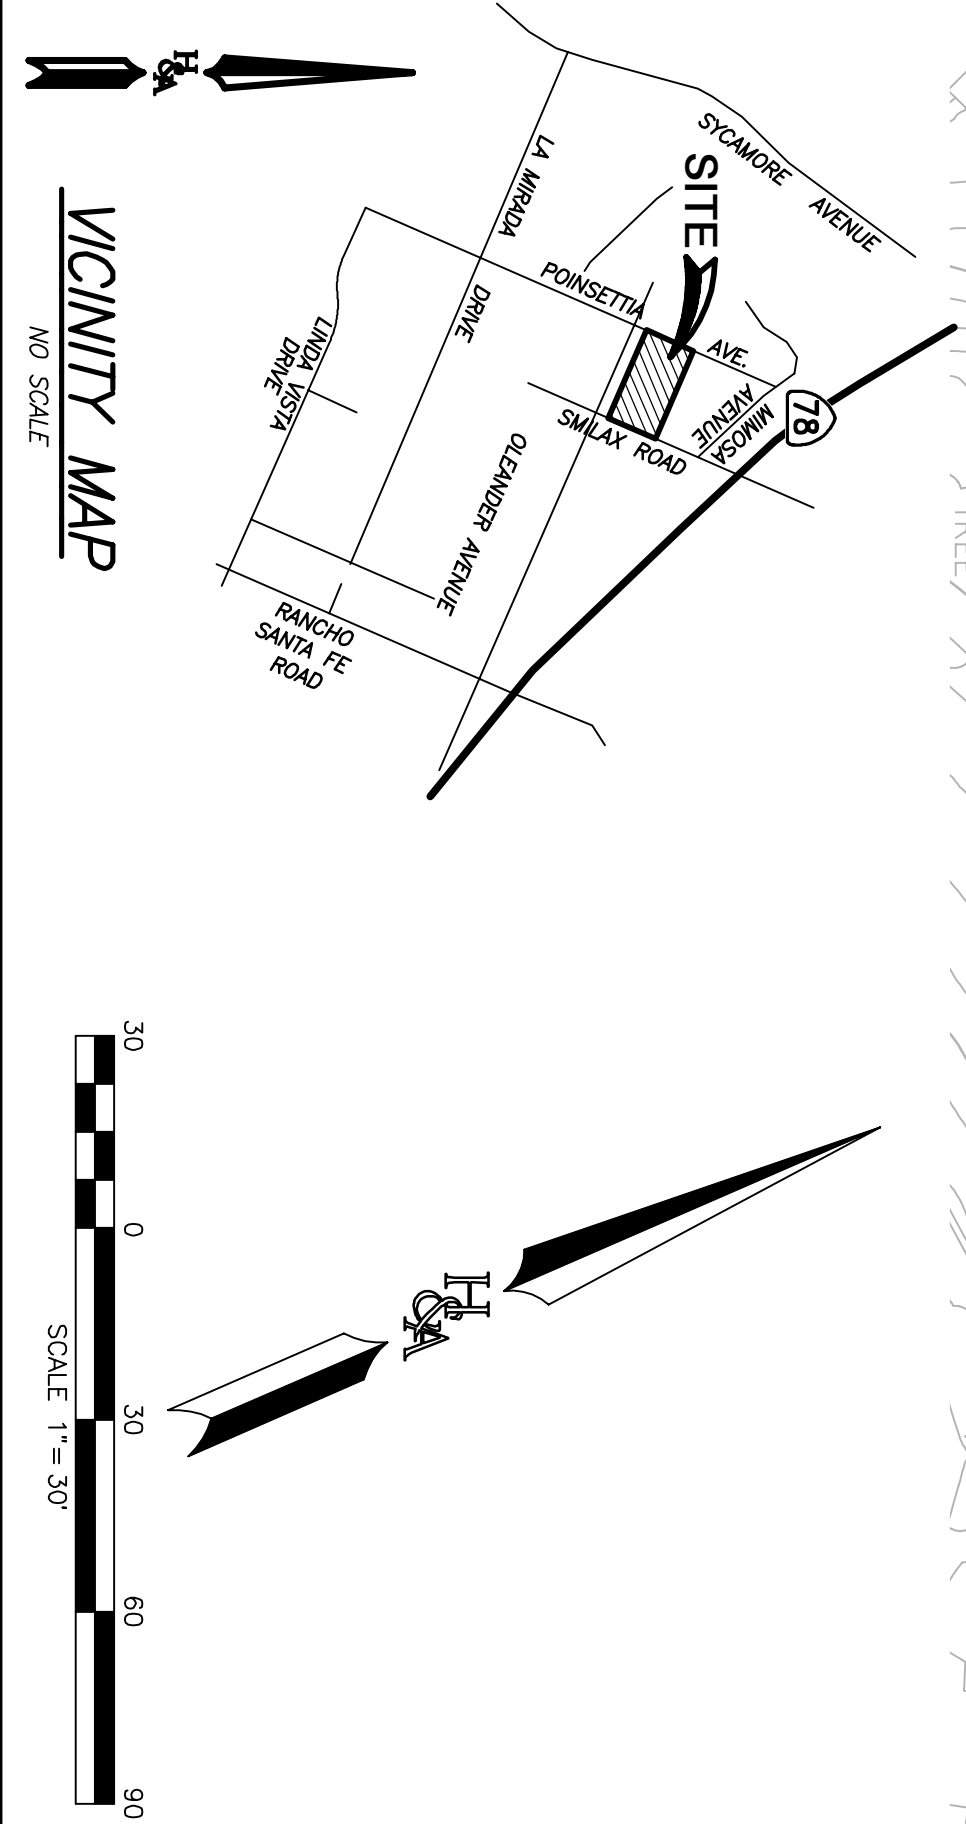 SYCAMORE AVENUE
SITE
LA MIRADA DRIVE
POINSETTIA AVE.
MIMOSA
AVENUE
78
SMILAX ROAD
OLEANDER AVENUE
LINDA VISTA
DRIVE
RANCHO
SANTA FE
ROAD
H&A
VICINITY MAP
NO SCALE
H&A
30 0 30 60 90
SCALE 1"= 30'